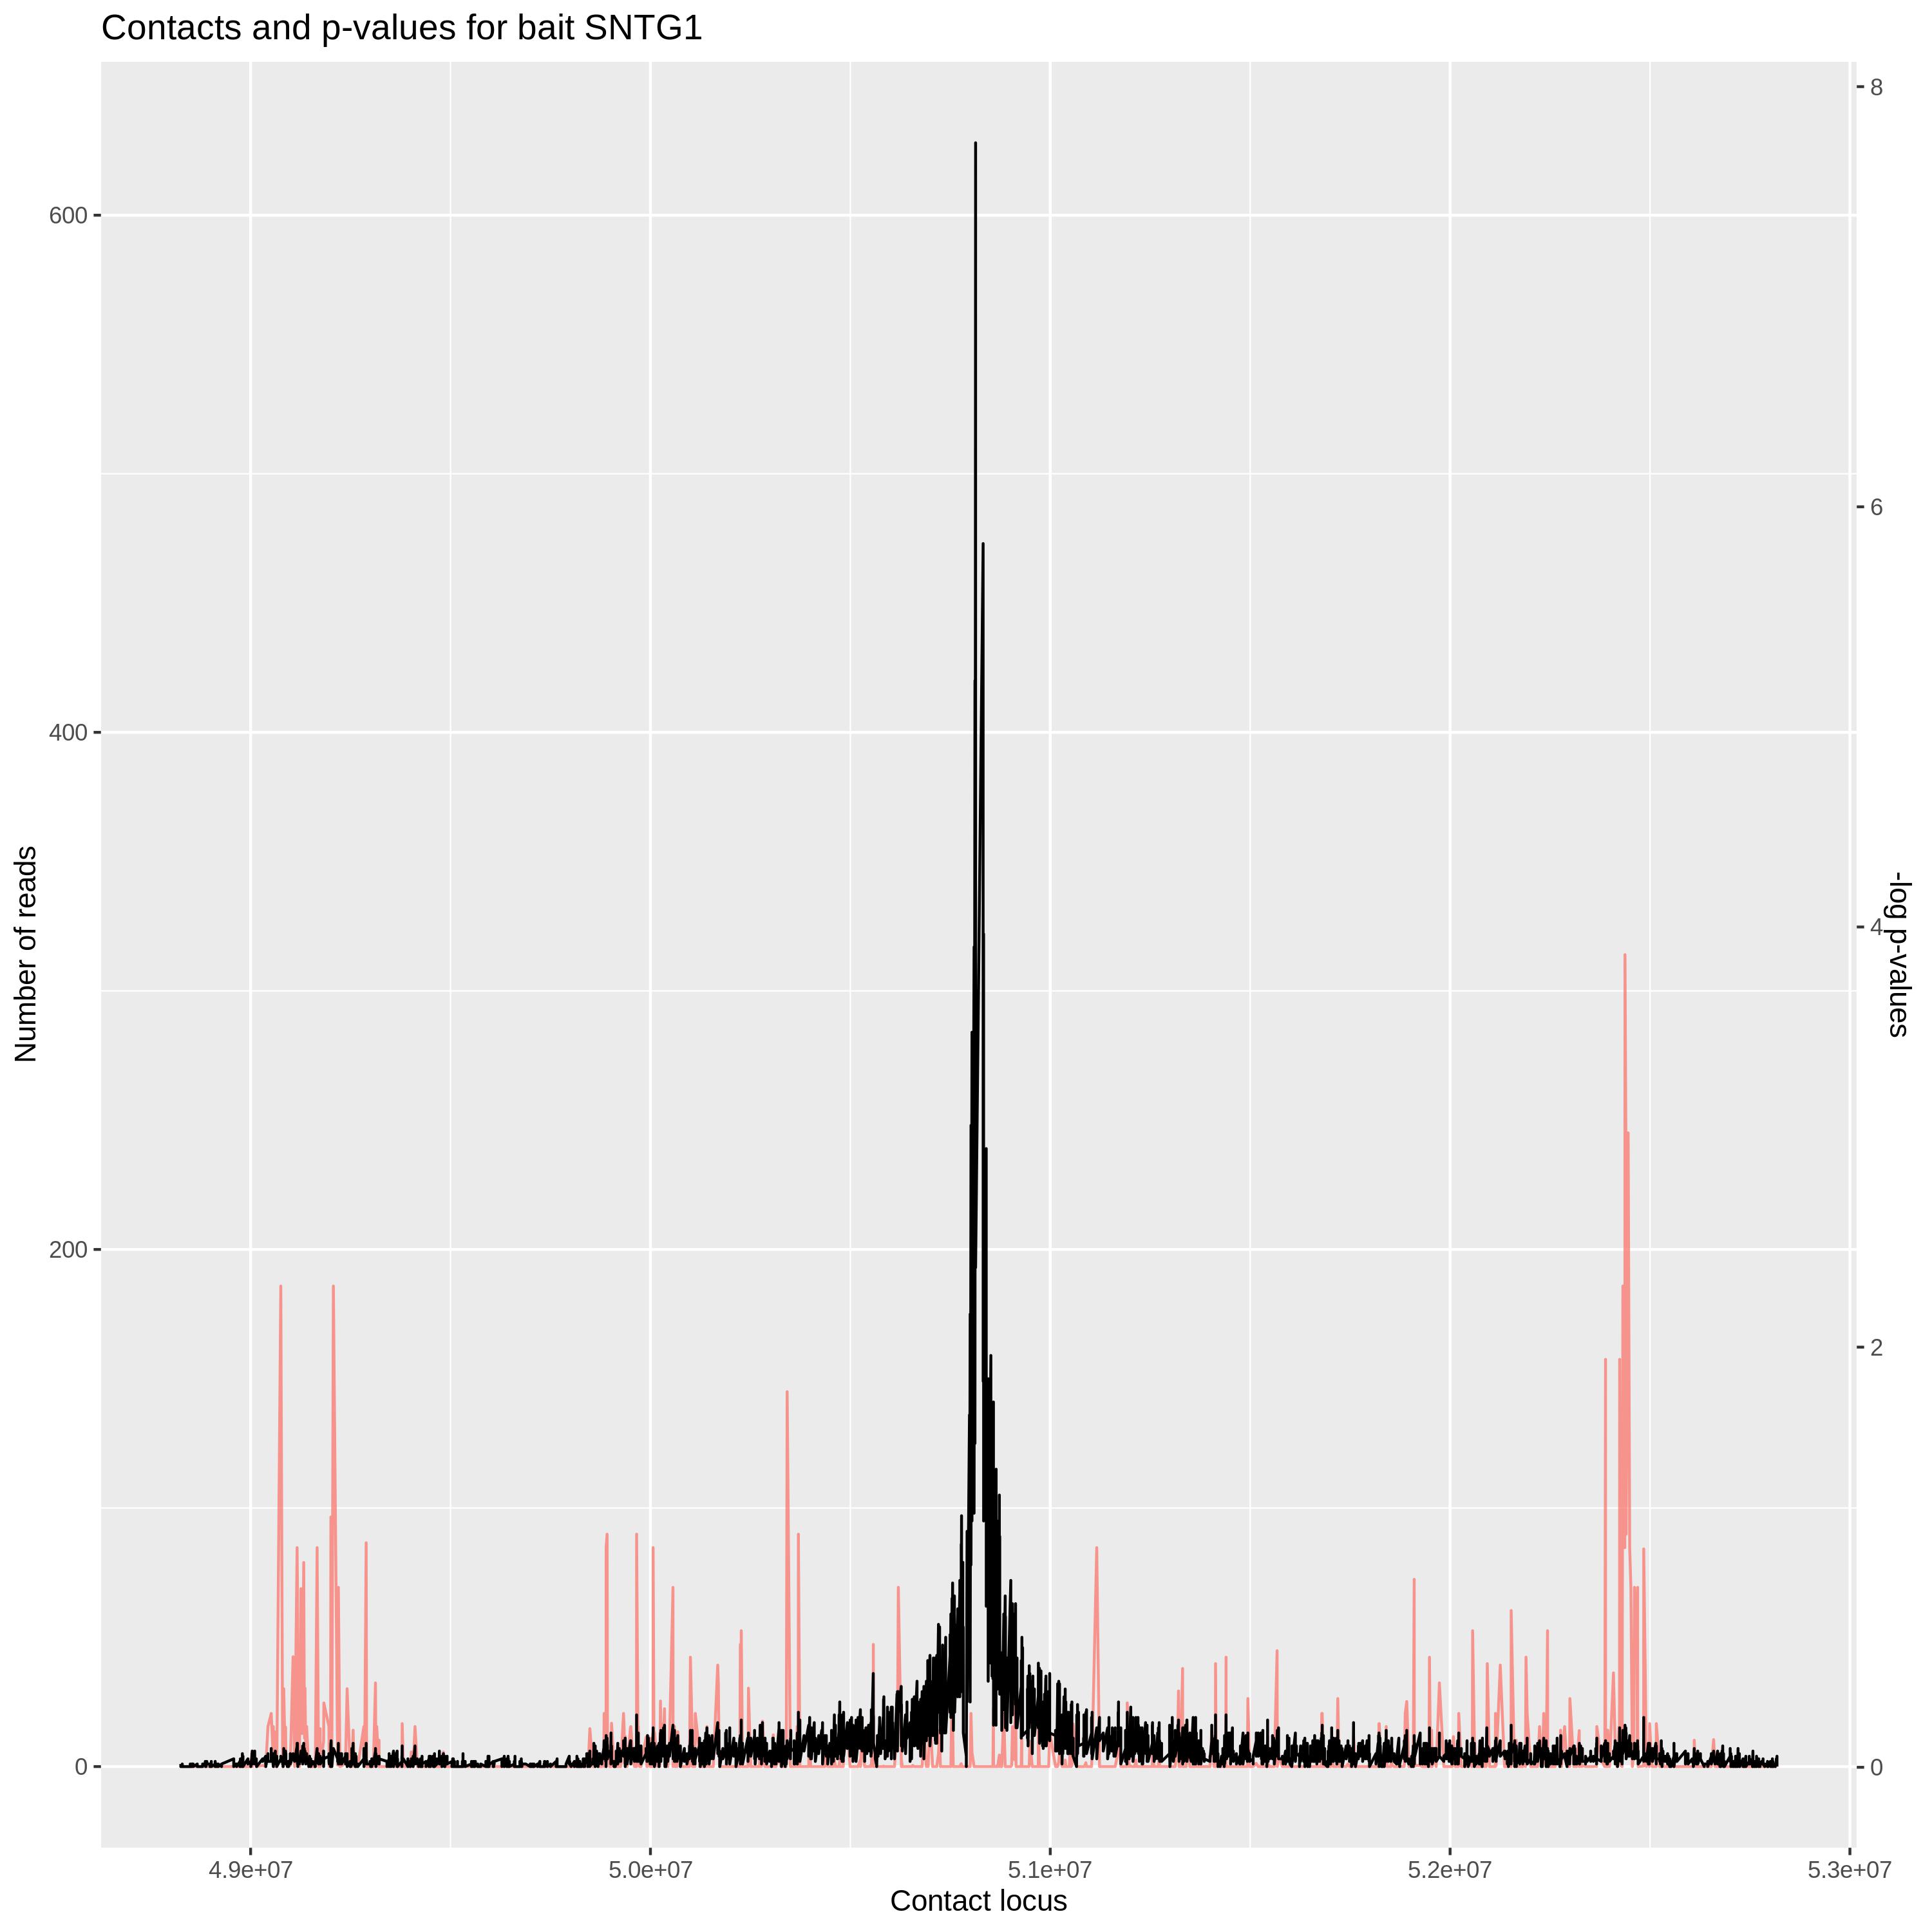 Contacts and p-values for bait SNTG1
8
600
6
400
4
Number of reads
-log p-values
200
2
0
0
4.9e+07 5.0e+07 5.1e+07 5.2e+07 5.3e+07
Contact locus